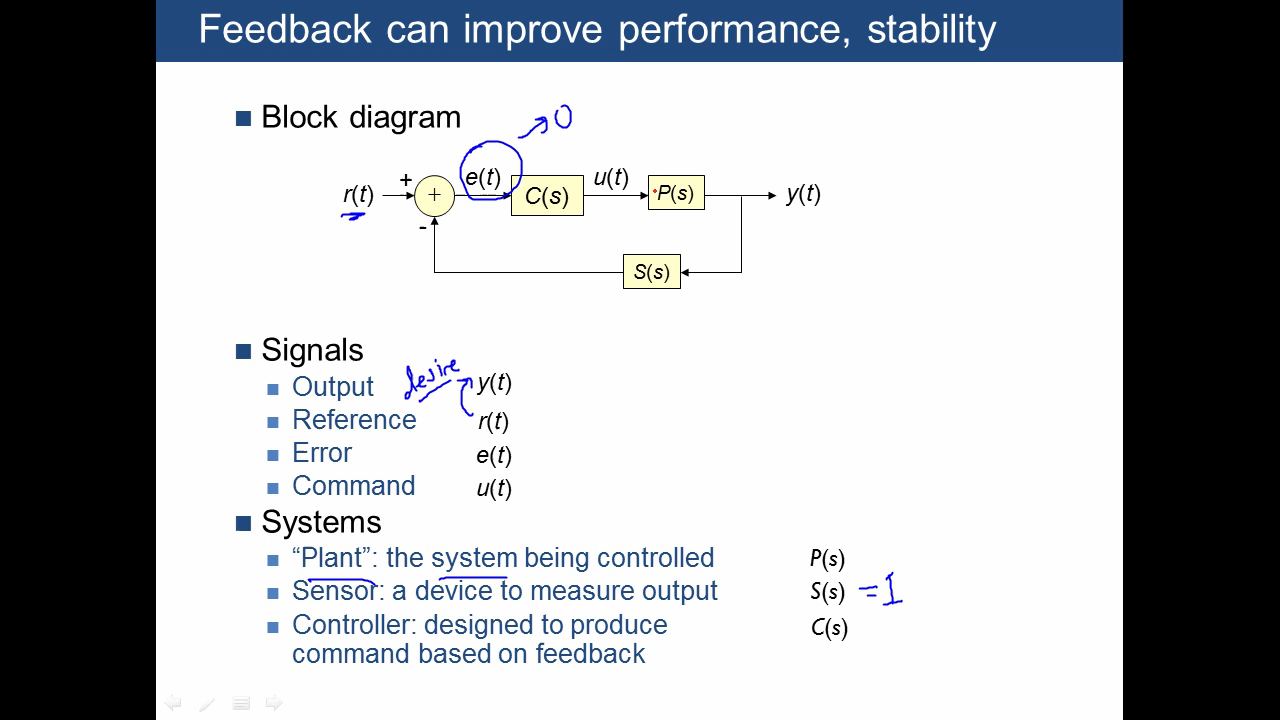 Feedback can improve performance, stability
Block diagram
→ 0
r(t) + + e(t) C(s) u(t) P(s) y(t)
-
S(s)
Signals
Output desire y(t)
Reference r(t)
Error e(t)
Command u(t)
Systems
“Plant”: the system being controlled P(s)
Sensor: a device to measure output S(s) = I
Controller: designed to produce C(s)
command based on feedback